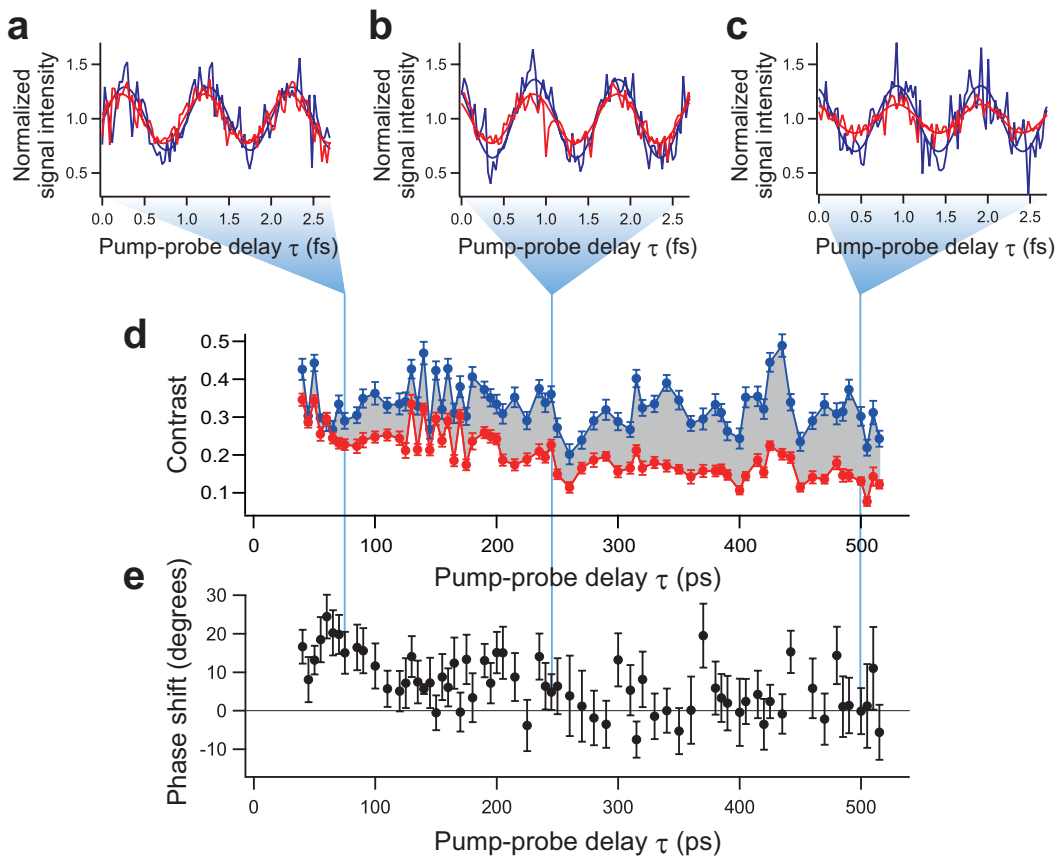 a
b
c
Normalized
signal intensity
1.5
1.0
0.5
0.0 0.5 1.0 1.5 2.0 2.5
Pump-probe delay τ (fs)
Normalized
signal intensity
1.5
1.0
0.5
0.0 0.5 1.0 1.5 2.0 2.5
Pump-probe delay τ (fs)
Normalized
signal intensity
1.5
1.0
0.5
0.0 0.5 1.0 1.5 2.0 2.5
Pump-probe delay τ (fs)
d
Contrast
0.5
0.4
0.3
0.2
0.1
0 100 200 300 400 500
Pump-probe delay τ (ps)
e
Phase shift (degrees)
30
20
10
0
-10
0 100 200 300 400 500
Pump-probe delay τ (ps)